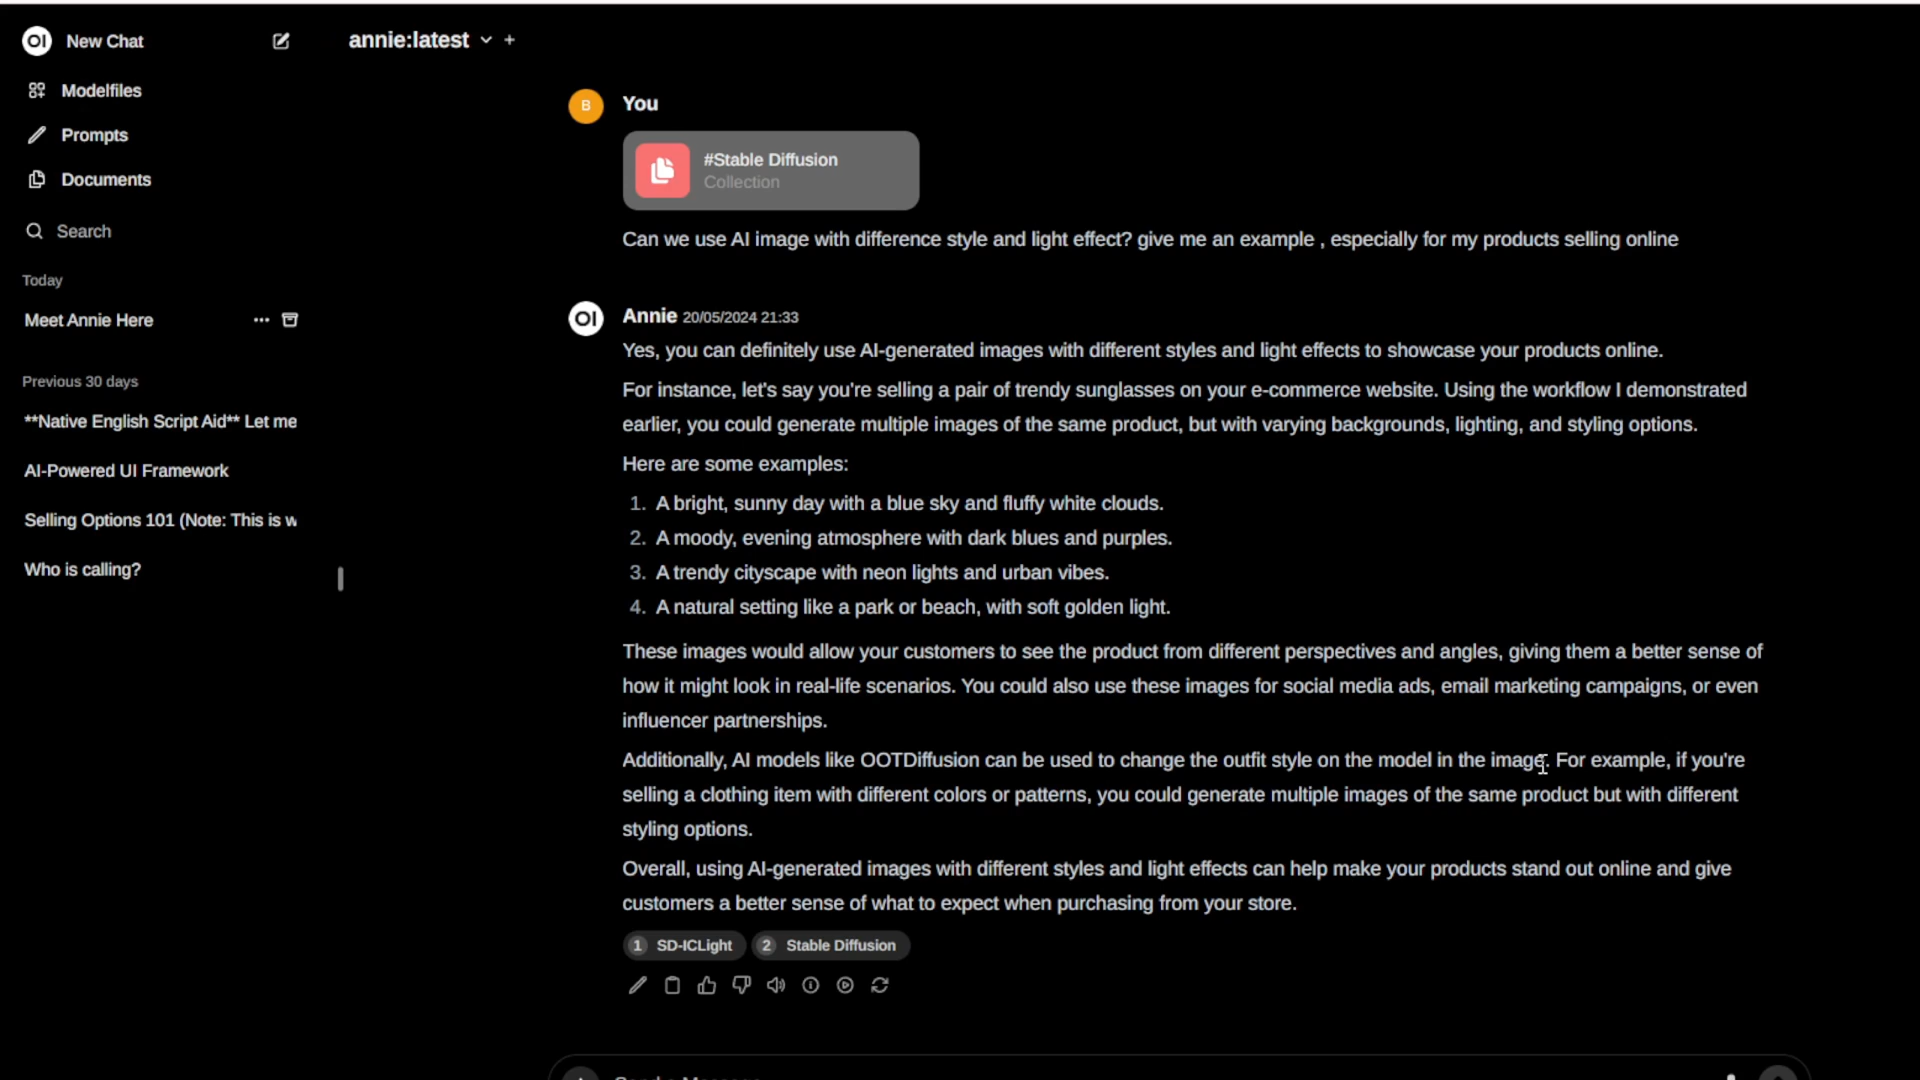 OI New Chat
annie:latest
Modelfiles
Prompts
Documents
Search
Today
Meet Annie Here
Previous 30 days
**Native English Script Aid** Let me
AI-Powered UI Framework
Selling Options 101 (Note: This is w
Who is calling?
B You
#Stable Diffusion
Collection
Can we use AI image with difference style and light effect? give me an example , especially for my products selling online
OI Annie 20/05/2024 21:33
Yes, you can definitely use AI-generated images with different styles and light effects to showcase your products online.
For instance, let's say you're selling a pair of trendy sunglasses on your e-commerce website. Using the workflow I demonstrated
earlier, you could generate multiple images of the same product, but with varying backgrounds, lighting, and styling options.
Here are some examples:
1. A bright, sunny day with a blue sky and fluffy white clouds.
2. A moody, evening atmosphere with dark blues and purples.
3. A trendy cityscape with neon lights and urban vibes.
4. A natural setting like a park or beach, with soft golden light.
These images would allow your customers to see the product from different perspectives and angles, giving them a better sense of
how it might look in real-life scenarios. You could also use these images for social media ads, email marketing campaigns, or even
influencer partnerships.
Additionally, AI models like OOTDiffusion can be used to change the outfit style on the model in the image. For example, if you're
selling a clothing item with different colors or patterns, you could generate multiple images of the same product but with different
styling options.
Overall, using AI-generated images with different styles and light effects can help make your products stand out online and give
customers a better sense of what to expect when purchasing from your store.
1 SD-ICLight 2 Stable Diffusion